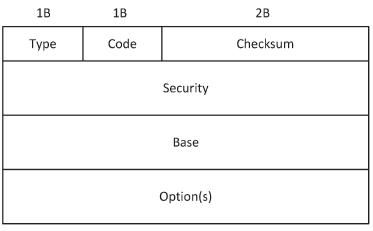 1B 1B 2B
Type Code Checksum
Security
Base
Option(s)